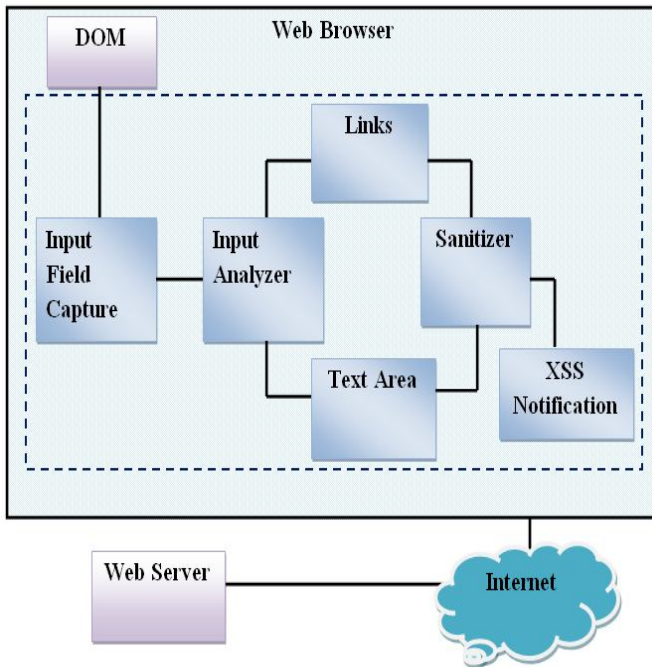 DOM
Web Browser
Links
Input
Field
Capture
Input
Analyzer
Sanitizer
Text Area
XSS
Notification
Web Server
Internet